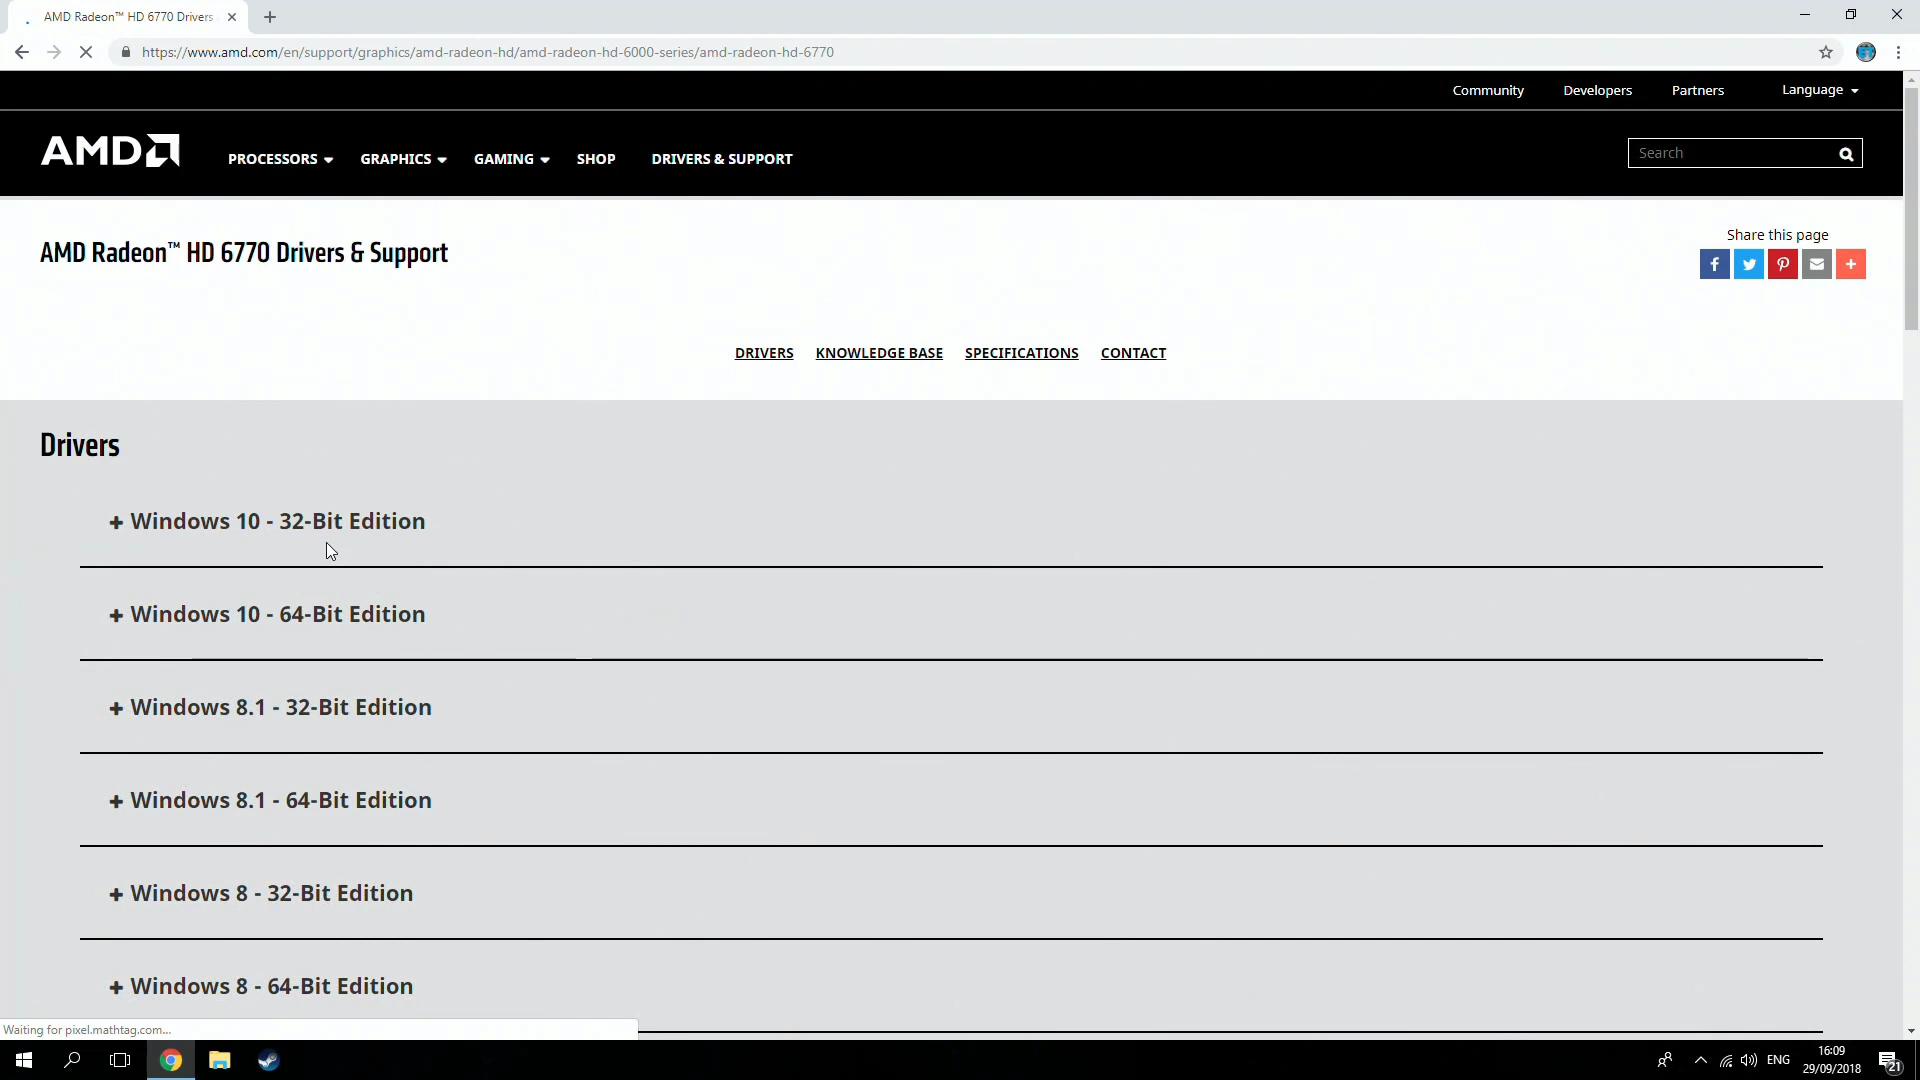 AMD Radeon™ HD 6770 Drivers
https://www.amd.com/en/support/graphics/amd-radeon-hd/amd-radeon-hd-6000-series/amd-radeon-hd-6770
Community Developers Partners Language
AMD PROCESSORS GRAPHICS GAMING SHOP DRIVERS & SUPPORT Search
AMD Radeon™ HD 6770 Drivers & Support
Share this page
DRIVERS KNOWLEDGE BASE SPECIFICATIONS CONTACT
Drivers
+ Windows 10 - 32-Bit Edition
+ Windows 10 - 64-Bit Edition
+ Windows 8.1 - 32-Bit Edition
+ Windows 8.1 - 64-Bit Edition
+ Windows 8 - 32-Bit Edition
+ Windows 8 - 64-Bit Edition
Waiting for pixel.mathtag.com...
ENG
16:09
29/09/2018
21